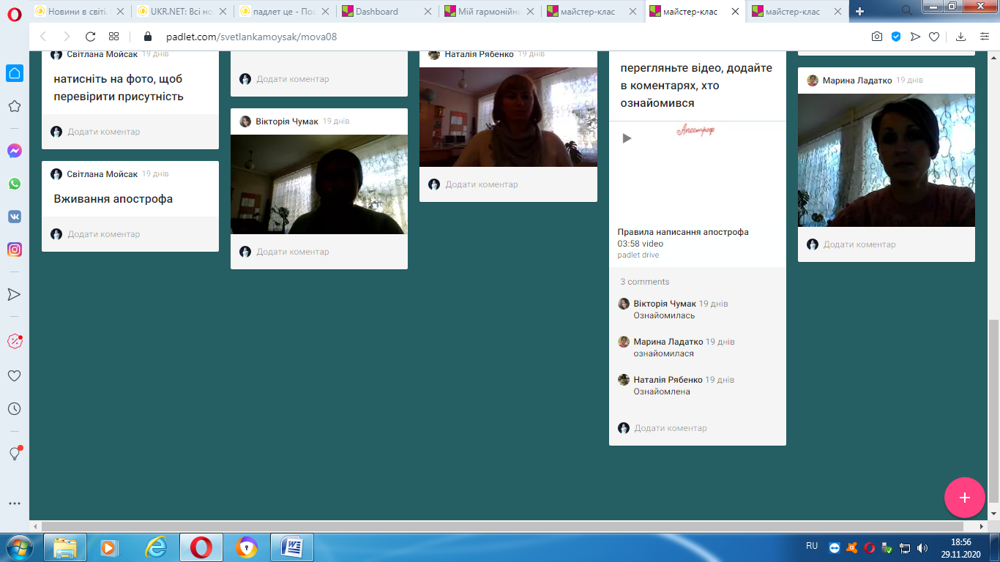 Новини в світі.
UKR.NET: Всі но
падлет це - По
Dashboard
Мій гармонійни
майстер-клас
майстер-клас
майстер-клас
padlet.com/svetlankamoysak/mova08
Світлана Мойсак 19 днів
натисніть на фото, щоб
перевірити присутність
Додати коментар
Світлана Мойсак 19 днів
Вживання апострофа
Додати коментар
Додати коментар
Вікторія Чумак 19 днів
Додати коментар
Наталія Рябенко 19 днів
Додати коментар
перегляньте відео, додайте
в коментарях, хто
ознайомився
Апостроф
Правила написання апострофа
03:58 video
padlet drive
3 comments
Вікторія Чумак 19 днів
Ознайомилась
Марина Ладатко 19 днів
ознайомилася
Наталія Рябенко 19 днів
Ознайомлена
Додати коментар
Марина Ладатко 19 днів
Додати коментар
RU
18:56
29.11.2020